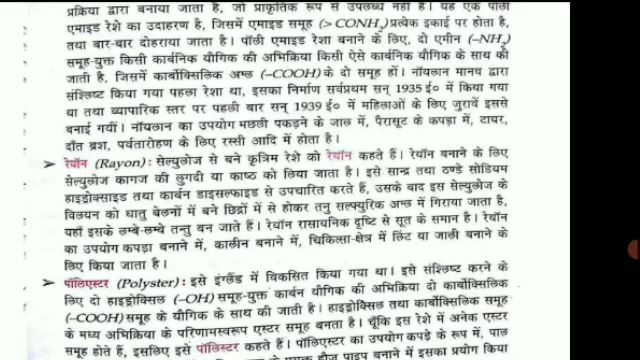 प्रक्रिया द्वारा बनाया जाता है, जो प्राकृतिक रूप से उपलब्ध नहीं है। यह एक पॉली
एमाइड रेशे का उदाहरण है, जिसमें एमाइड समूह (> CONH2) प्रत्येक इकाई पर होता है,
तथा बार-बार दोहराया जाता है। पॉली एमाइड रेशा बनाने के लिए, दो एमीन (–NH2)
समूह-युक्त किसी कार्बनिक यौगिक की अभिक्रिया किसी ऐसे कार्बनिक यौगिक के साथ की
जाती है, जिसमें कार्बोक्सिलिक अम्ल (–COOH) के दो समूह हों। नॉयलान मानव द्वारा
संश्लिष्ट किया गया पहला रेशा था, इसका निर्माण सर्वप्रथम सन् 1935 ई० में किया गया
था तथा व्यापारिक स्तर पर पहली बार सन् 1939 ई० में महिलाओं के लिए जुरावें इससे
बनाई गयीं। नॉयलान का उपयोग मछली पकड़ने के जाल में, पैरासूट के कपड़ा में, टायर,
दाँत ब्रश, पर्वतारोहण के लिए रस्सी आदि में होता है।
➢ रेयॉन (Rayon) : सेल्युलोज से बने कृत्रिम रेशे को रेयॉन कहते हैं। रेयॉन बनाने के लिए
सेल्युलोज कागज की लुगदी या काष्ठ को लिया जाता है। इसे सान्द्र तथा ठण्डे सोडियम
हाइड्रोक्साइड तथा कार्बन डाइसल्फाइड से उपचारित करते हैं, उसके बाद इस सेल्युलोज के
विलयन को धातु बेलनों में बने छिद्रों में से होकर तनु सल्फ्युरिक अम्ल में गिराया जाता है,
यहाँ इसके लम्बे-लम्बे तन्तु बन जाते हैं। रेयॉन रासायनिक दृष्टि से सूत के समान है। रेयॉन
का उपयोग कपड़ा बनाने में, कालीन बनाने में, चिकित्सा-क्षेत्र में लिंट या जाली बनाने के
लिए किया जाता है।
➢ पॉलिएस्टर (Polyster) : इसे इंग्लैंड में विकसित किया गया था। इसे संश्लिष्ट करने के
लिए दो हाइड्रोक्सिल (–OH) समूह-युक्त कार्बन यौगिक की अभिक्रिया दो कार्बोक्सिलिक
(–COOH) समूह के यौगिक के साथ की जाती है। हाइड्रोक्सिल तथा कार्बोक्सिलिक समूह
के मध्य अभिक्रिया के परिणामस्वरूप एस्टर समूह बनता है। चूँकि इस रेशे में अनेक एस्टर
समूह होते हैं, इसलिए इसे पॉलिस्टर कहते हैं। पॉलिएस्टर का उपयोग कपड़े के रूप में, पाल
हौज पाइप बनाने में इसका प्रयोग किया